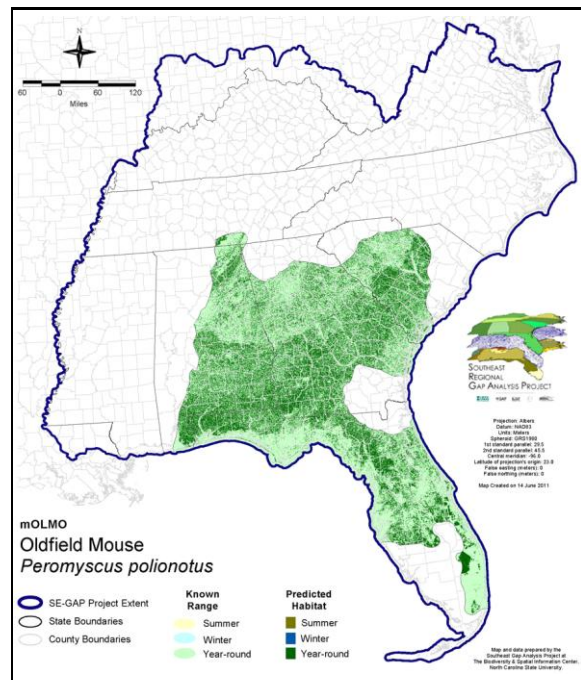 N
60 0 60 120
Miles
SOUTHEAST
REGIONAL
GAP ANALYSIS PROJECT
Projection: Albers
Datum: NAD83
Units: Meters
Spheroid: GRS1980
1st standard parallel: 29.5
2nd standard parallel: 45.5
Central meridian: -96.0
Latitude of projection's origin: 23.0
False easting (meters): 0
False northing (meters): 0
Map Created on 14 June 2011
mOLMO
Oldfield Mouse
Peromyscus polionotus
SE-GAP Project Extent
State Boundaries
County Boundaries
Known
Range
Summer
Winter
Year-round
Predicted
Habitat
Summer
Winter
Year-round
Map and data prepared by the
Southeast Gap Analysis Project at
The Biodiversity & Spatial Information Center,
North Carolina State University.